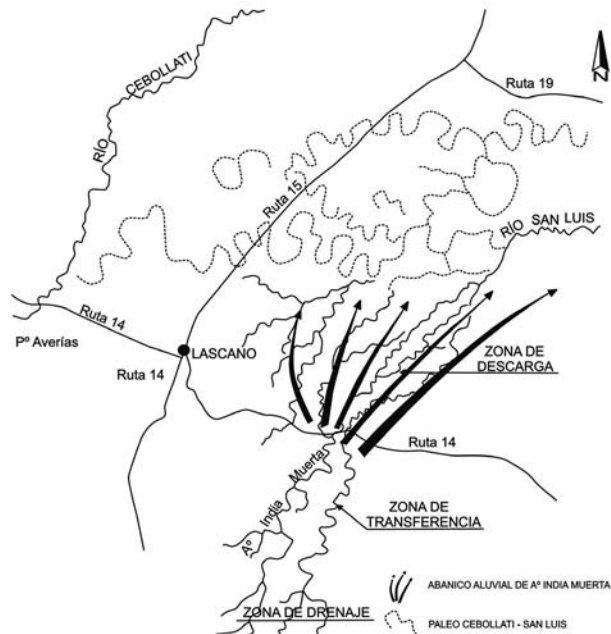 CEBOLLATI
RÍO
N
Ruta 19
Ruta 15
RÍO SAN LUIS
Ruta 14
Pº Averías
LASCANO
Ruta 14
ZONA DE
DESCARGA
Ruta 14
Aº India Muerta
ZONA DE
TRANSFERENCIA
ZONA DE DRENAJE
ABANICO ALUVIAL DE Aº INDIA MUERTA
PALEO CEBOLLATI - SAN LUIS